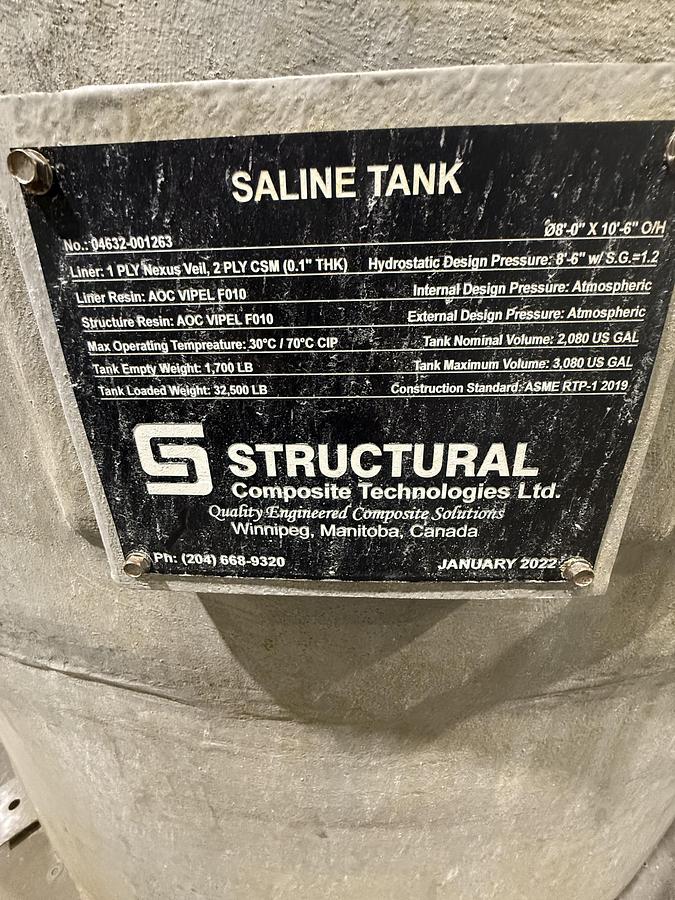 SALINE TANK
No.: 04632-001263 Ø8'-0" X 10'-6" O/H
Liner: 1 PLY Nexus Veil, 2 PLY CSM (0.1" THK) Hydrostatic Design Pressure: 8'-6" w/ S.G.=1.2
Liner Resin: AOC VIPEL F010 Internal Design Pressure: Atmospheric
Structure Resin: AOC VIPEL F010 External Design Pressure: Atmospheric
Max Operating Tempreature: 30°C / 70°C CIP Tank Nominal Volume: 2,080 US GAL
Tank Empty Weight: 1,700 LB Tank Maximum Volume: 3,080 US GAL
Tank Loaded Weight: 32,500 LB Construction Standard: ASME RTP-1 2019
STRUCTURAL
Composite Technologies Ltd.
Quality Engineered Composite Solutions
Winnipeg, Manitoba, Canada
Ph: (204) 668-9320 JANUARY 2022